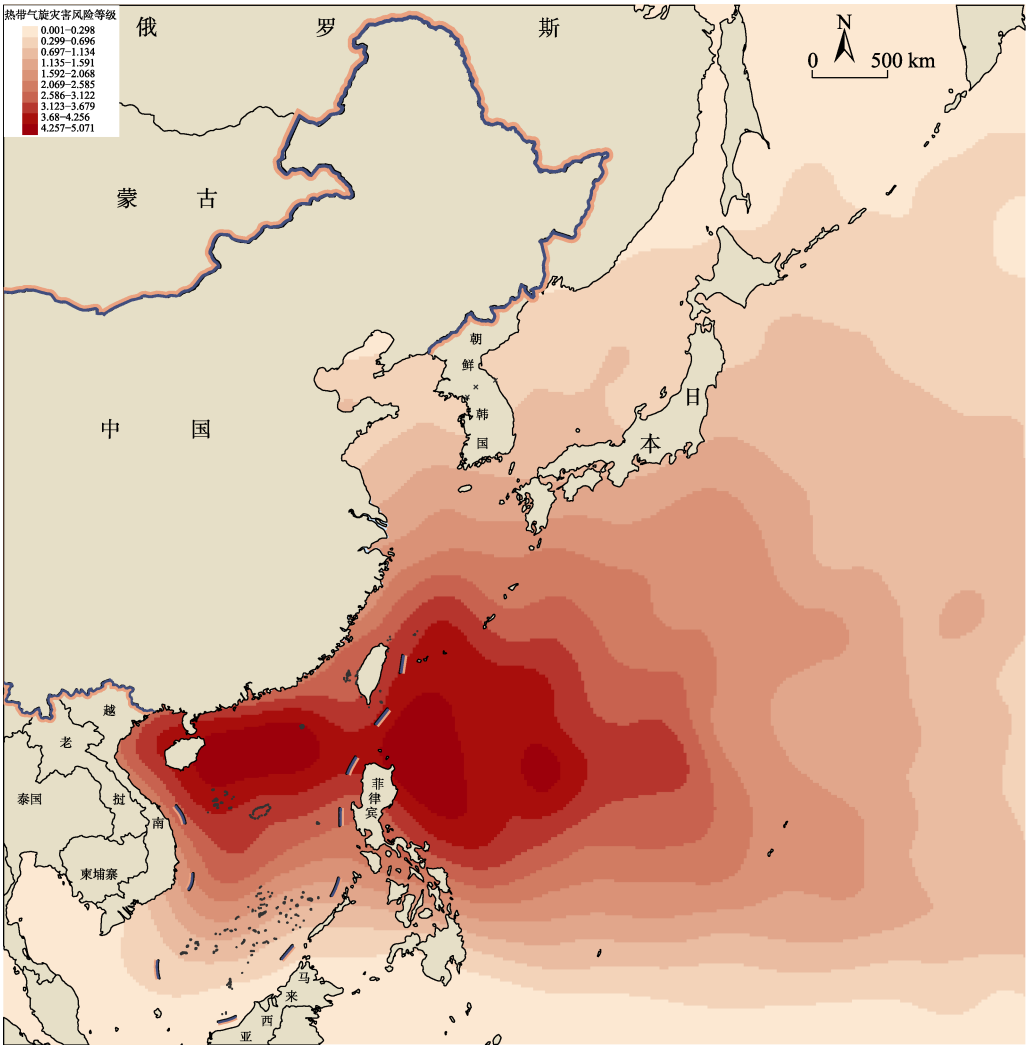 热带气旋灾害风险等级
0.001−0.298
0.299−0.696
0.697−1.134
1.135−1.591
1.592−2.068
2.069−2.585
2.586−3.122
3.123−3.679
3.68−4.256
4.257−5.071
俄 罗 斯
N
0 500 km
蒙 古
朝
鲜
韩
国
日
本
中 国
越
老
泰国
挝
南
柬埔寨
菲
律
宾
马
来
西
亚